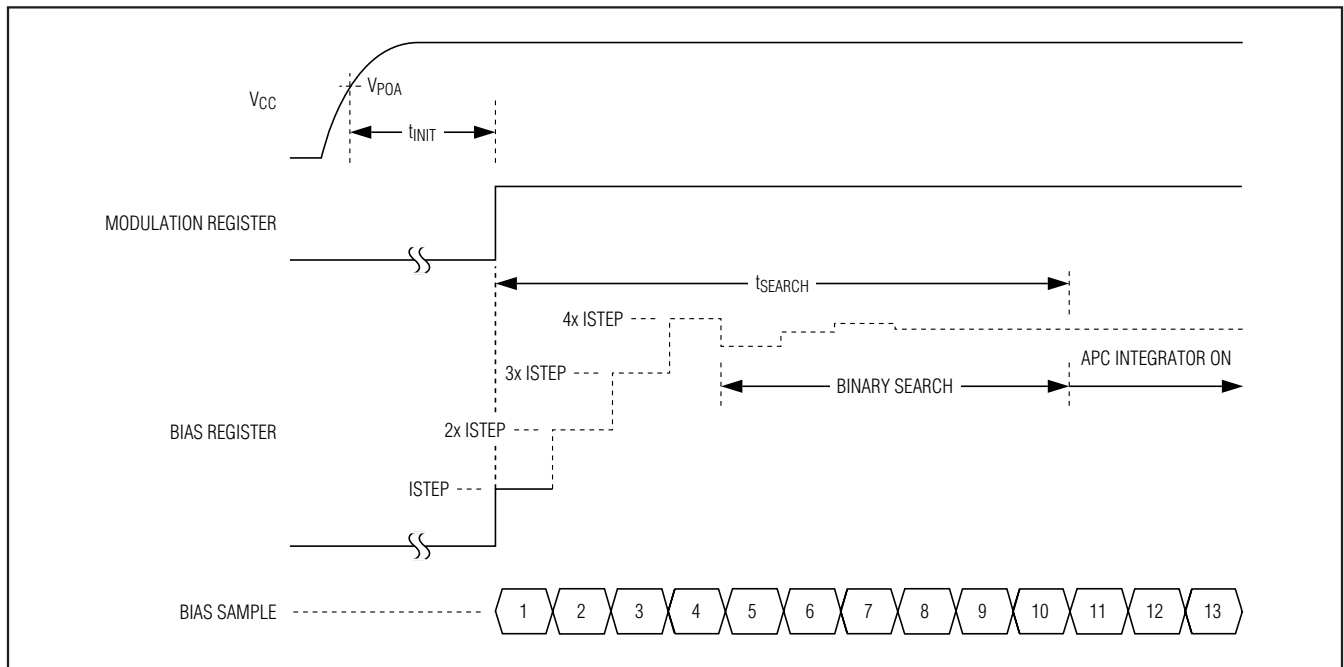 VCC
VPOA
tINIT
MODULATION REGISTER
tSEARCH
4x ISTEP
3x ISTEP
APC INTEGRATOR ON
BINARY SEARCH
2x ISTEP
BIAS REGISTER
ISTEP
BIAS SAMPLE
1 2 3 4 5 6 7 8 9 10 11 12 13